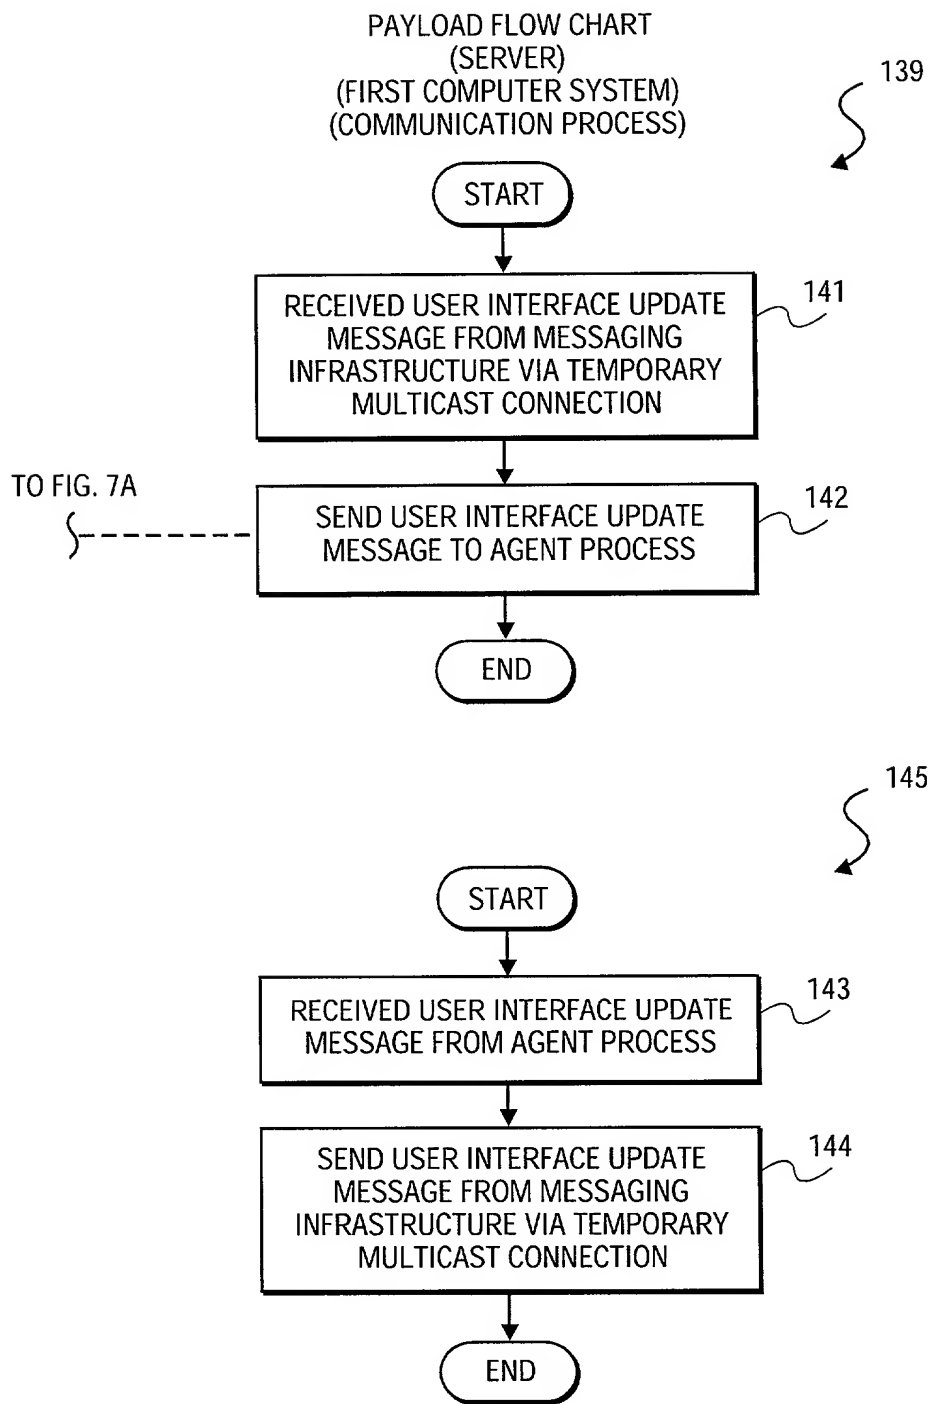 PAYLOAD FLOW CHART
(SERVER)
(FIRST COMPUTER SYSTEM)
(COMMUNICATION PROCESS)
139
START
RECEIVED USER INTERFACE UPDATE
MESSAGE FROM MESSAGING
INFRASTRUCTURE VIA TEMPORARY
MULTICAST CONNECTION
141
TO FIG. 7A
SEND USER INTERFACE UPDATE
MESSAGE TO AGENT PROCESS
142
END
145
START
RECEIVED USER INTERFACE UPDATE
MESSAGE FROM AGENT PROCESS
143
SEND USER INTERFACE UPDATE
MESSAGE FROM MESSAGING
INFRASTRUCTURE VIA TEMPORARY
MULTICAST CONNECTION
144
END